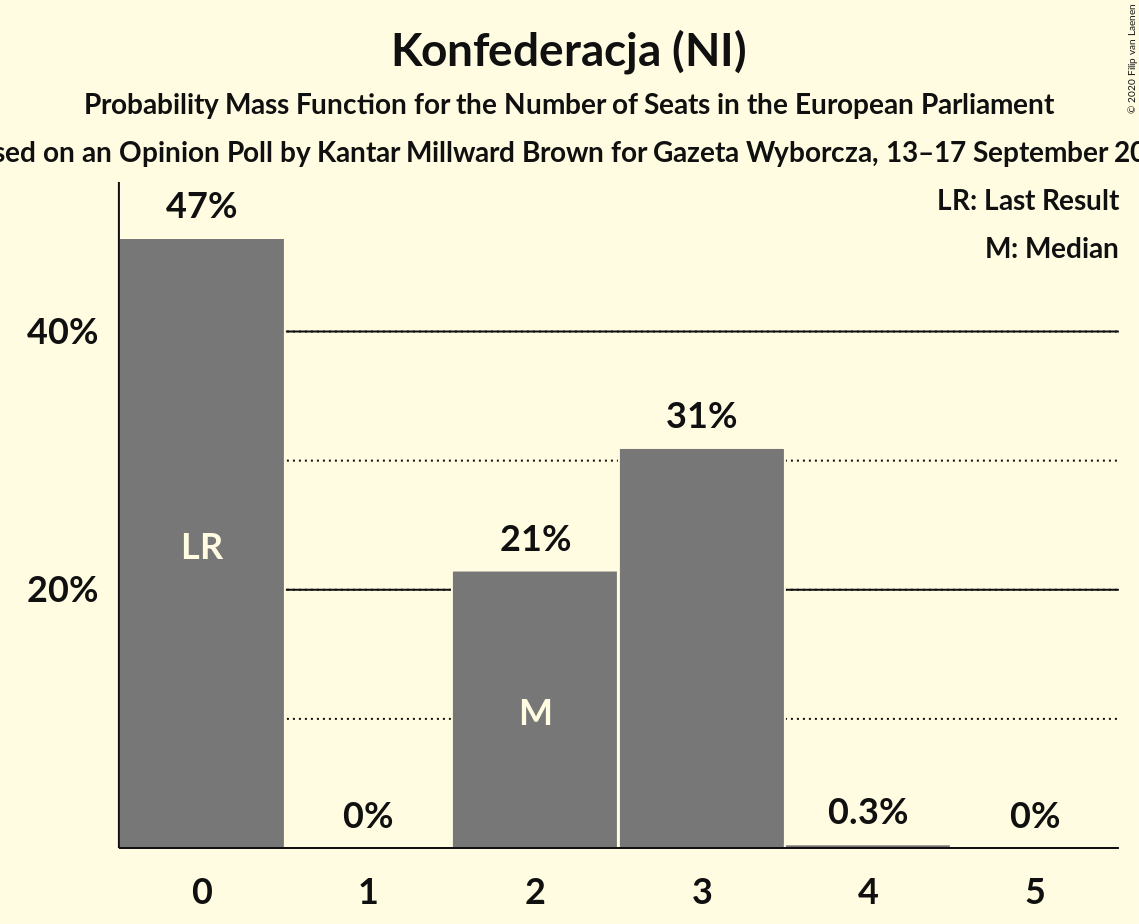 Konfederacja (NI)
Probability Mass Function for the Number of Seats in the European Parliament
on an Opinion Poll by Kantar Millward Brown for Gazeta Wyborcza, 13–17 September
© 2020 Filip van Laenen
LR: Last Result
M: Median
47%
40%
31%
21%
20%
LR
M
0%
0.3%
0%
0 1 2 3 4 5